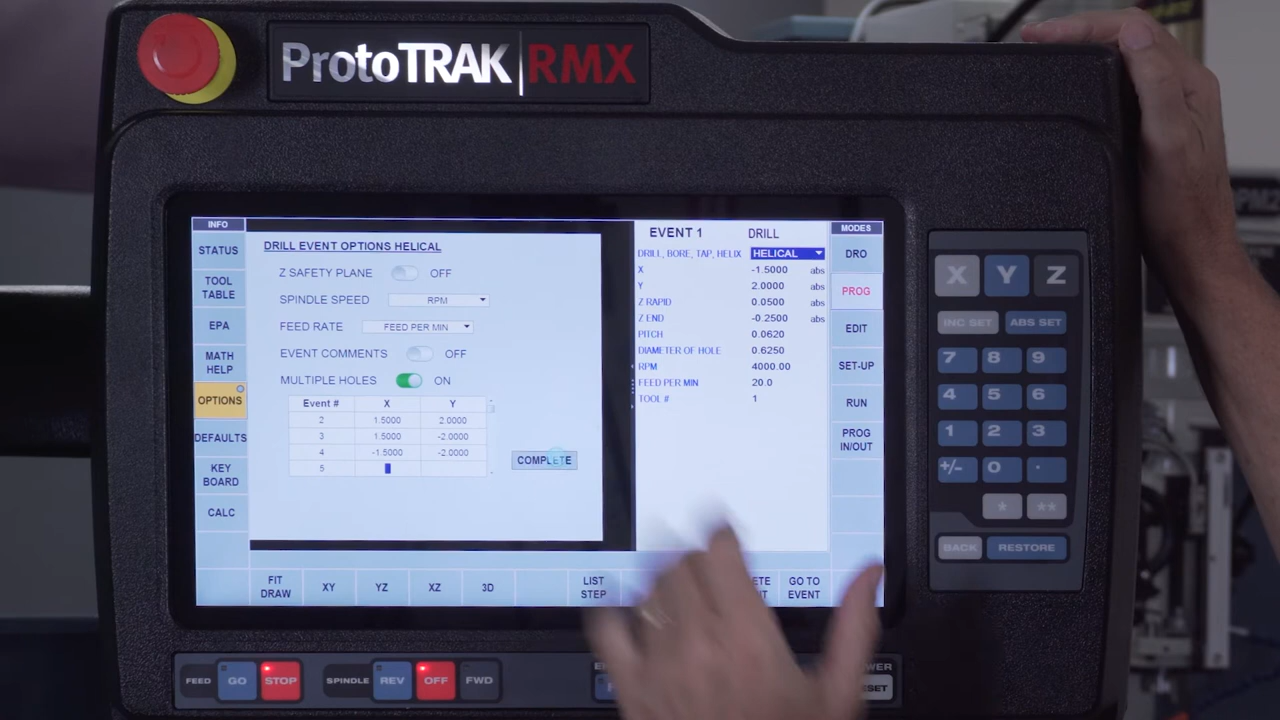 ProtoTRAK RMX
INFO
STATUS
TOOL
TABLE
EPA
MATH
HELP
OPTIONS
DEFAULTS
KEY
BOARD
CALC
DRILL EVENT OPTIONS HELICAL
Z SAFETY PLANE OFF
SPINDLE SPEED RPM
FEED RATE FEED PER MIN
EVENT COMMENTS OFF
MULTIPLE HOLES ON
Event # X Y
2 1.5000 2.0000
3 1.5000 -2.0000
4 -1.5000 -2.0000
5
COMPLETE
EVENT 1 DRILL
DRILL, BORE, TAP, HELIX HELICAL
X -1.5000 abs
Y 2.0000 abs
Z RAPID 0.0500 abs
Z END -0.2500 abs
PITCH 0.0620
DIAMETER OF HOLE 0.6250
RPM 4000.00
FEED PER MIN 20.0
TOOL # 1
MODES
DRO
PROG
EDIT
SET-UP
RUN
PROG
IN/OUT
FIT
DRAW
XY
YZ
XZ
3D
LIST
STEP
GO TO
EVENT
X Y Z
INC SET ABS SET
7 8 9
4 5 6
1 2 3
+/- 0 .
* **
BACK RESTORE
FEED GO STOP
SPINDLE REV OFF FWD